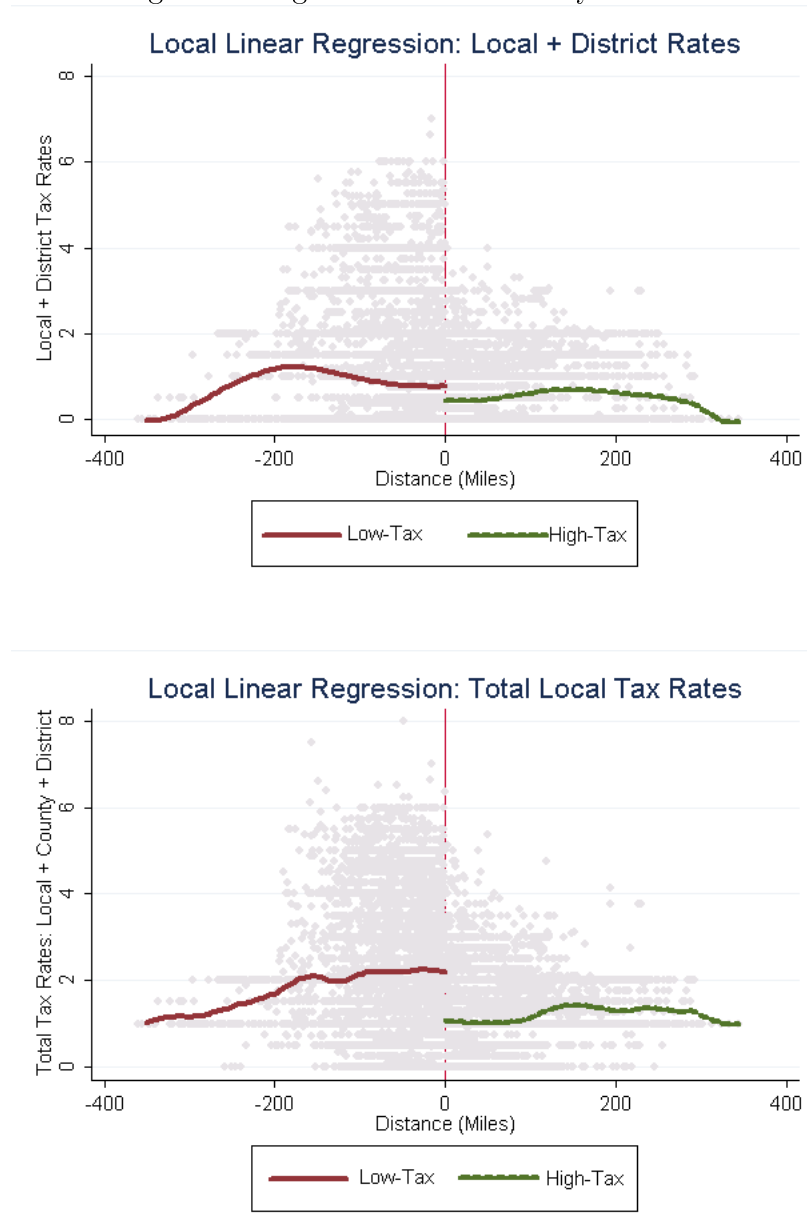 Local Linear Regression: Local + District Rates
Local + District Tax Rates
8
6
4
2
0
-400 -200 0 200 400
Distance (Miles)
Low-Tax High-Tax
Local Linear Regression: Total Local Tax Rates
Total Tax Rates: Local + County + District
8
6
4
2
0
-400 -200 0 200 400
Distance (Miles)
Low-Tax High-Tax